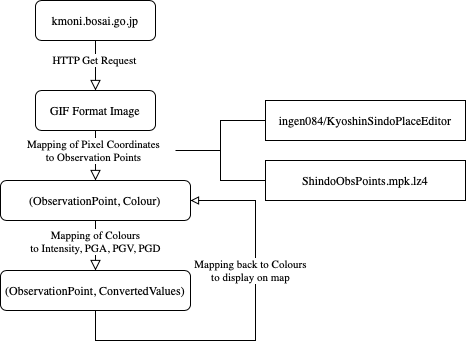 kmoni.bosai.go.jp
HTTP Get Request
GIF Format Image
Mapping of Pixel Coordinates
to Observation Points
ingen084/KyoshinSindoPlaceEditor
ShindoObsPoints.mpk.lz4
(ObservationPoint, Colour)
Mapping of Colours
to Intensity, PGA, PGV, PGD
Mapping back to Colours
to display on map
(ObservationPoint, ConvertedValues)